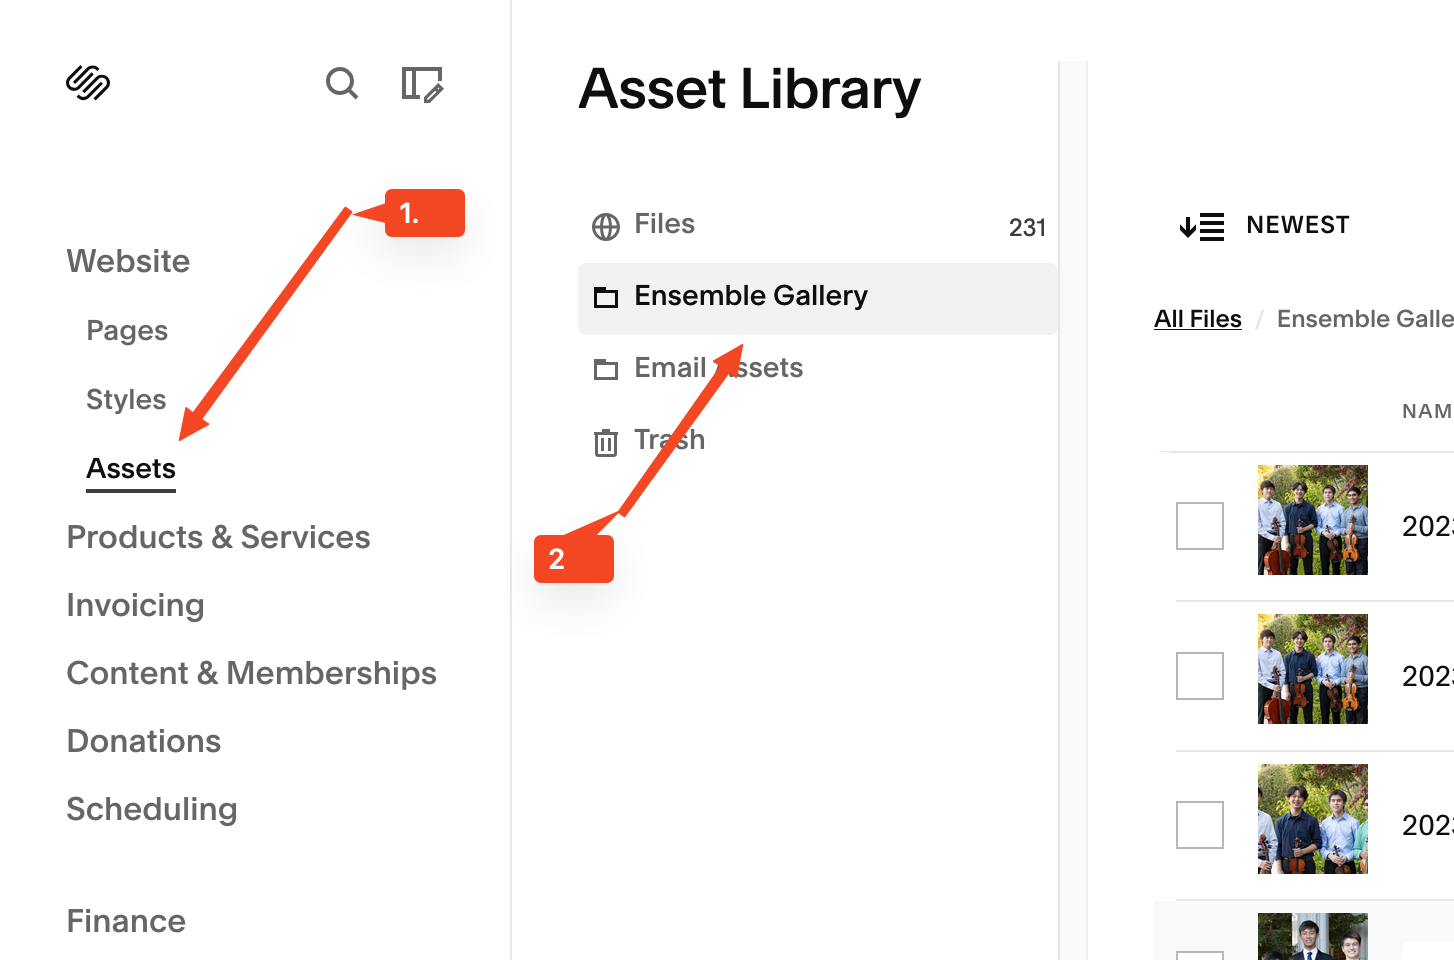 Asset Library
1.
Website
Pages
Styles
Assets
Products & Services
Invoicing
Content & Memberships
Donations
Scheduling
Finance
Files 231
Ensemble Gallery
Email Assets
Trash
2
NEWEST
All Files / Ensemble Galle
NAM
202
202
202